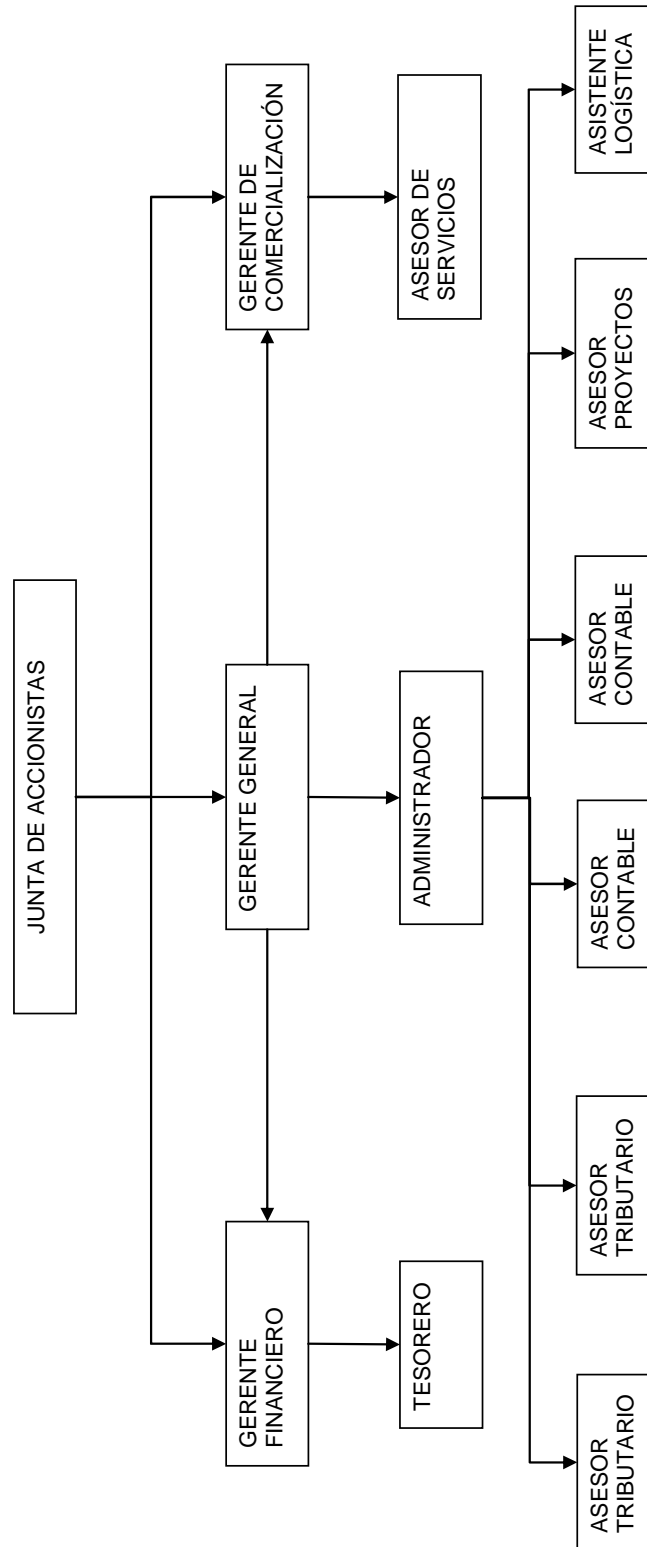 JUNTA DE ACCIONISTAS
GERENTE
FINANCIERO
GERENTE GENERAL
GERENTE DE
COMERCIALIZACIÓN
TESORERO
ADMINISTRADOR
ASESOR DE
SERVICIOS
ASESOR
TRIBUTARIO
ASESOR
TRIBUTARIO
ASESOR
CONTABLE
ASESOR
CONTABLE
ASESOR
PROYECTOS
ASISTENTE
LOGÍSTICA